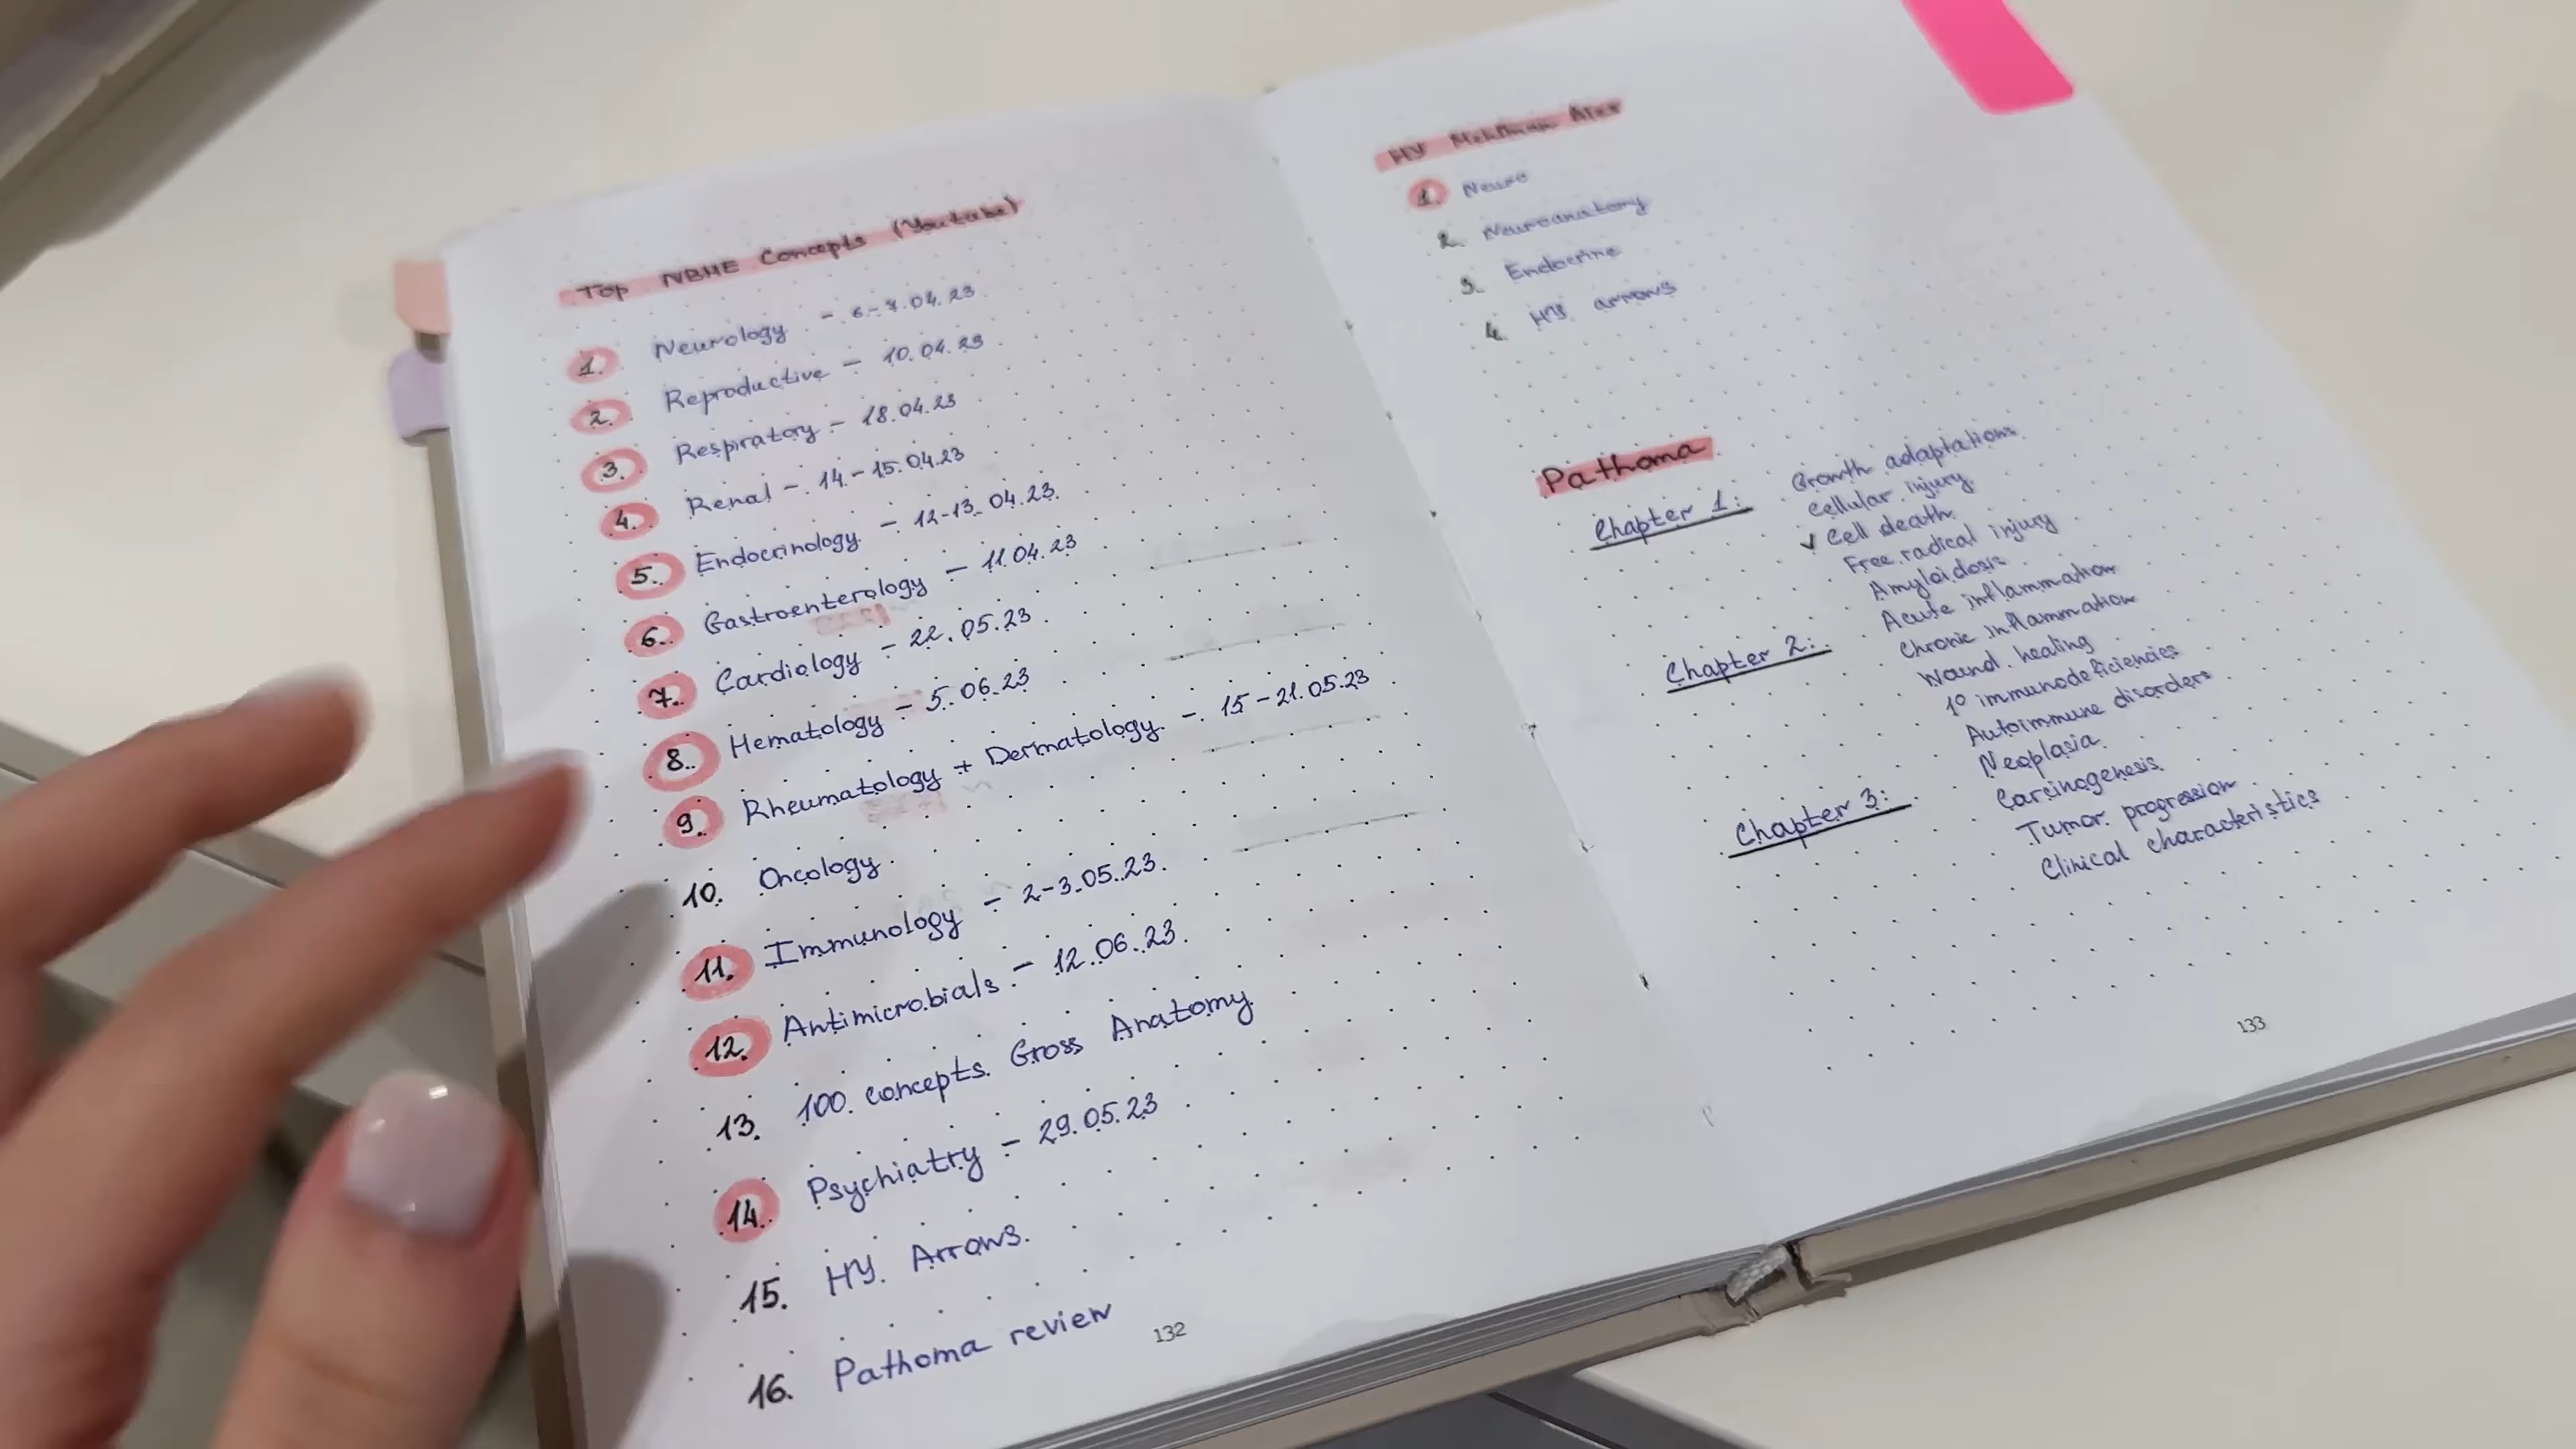 Top NBME Concepts (Youtube)
1. Neurology - 6-7.04.23
2. Reproductive - 10.04.23
3. Respiratory - 18.04.23
4. Renal - 14-15.04.23
5. Endocrinology - 12-13.04.23
6. Gastroenterology - 11.04.23
7. Cardiology - 22.05.23
8. Hematology - 5.06.23
9. Rheumatology + Dermatology - 15-21.05.23
10. Oncology
11. Immunology - 2-3.05.23
12. Antimicrobials - 12.06.23
13. 100 concepts Gross Anatomy
14. Psychiatry - 29.05.23
15. HY Arrows
16. Pathoma review
132
HY Mehlman
1. Neuro
2. Neuroanatomy
3. Endocrine
4. HY arrows
Pathoma
Chapter 1: Growth adaptations
Cellular injury
✓ Cell death
Free radical injury
Amyloidosis
Chapter 2: Acute inflammation
Chronic inflammation
Wound healing
1° immunodeficiencies
Autoimmune disorders
Chapter 3: Neoplasia
Carcinogenesis
Tumor progression
Clinical characteristics
133